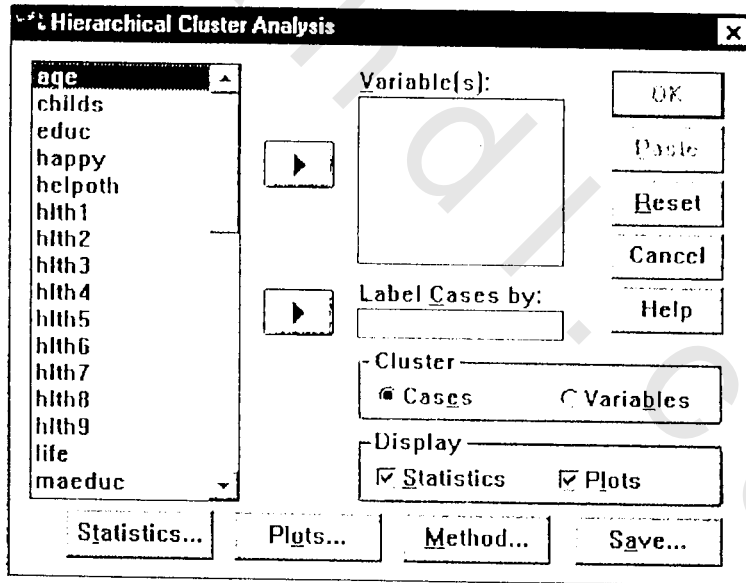 Hierarchical Cluster Analysis
age
childs
educ
happy
helpoth
hlth1
hlth2
hlth3
hlth4
hlth5
hlth6
hlth7
hlth8
hlth9
life
maeduc
Variable(s):
Label Cases by:
Cluster
Cases
Variables
Display
Statistics
Plots
OK
Paste
Reset
Cancel
Help
Statistics...
Plots...
Method...
Save...